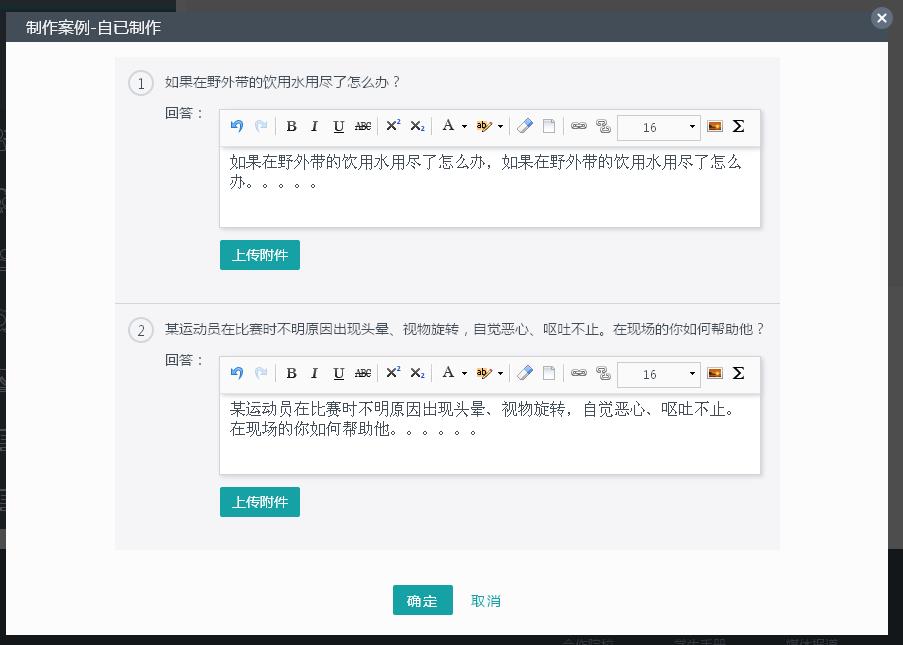 制作案例-自己制作
1 如果在野外带的饮用水用尽了怎么办？
回答：
B I U ABC X² X₂ A ab 16 Σ
如果在野外带的饮用水用尽了怎么办，如果在野外带的饮用水用尽了怎么
办。。。。。
上传附件
2 某运动员在比赛时不明原因出现头晕、视物旋转，自觉恶心、呕吐不止。在现场的你如何帮助他？
回答：
B I U ABC X² X₂ A ab 16 Σ
某运动员在比赛时不明原因出现头晕、视物旋转，自觉恶心、呕吐不止。
在现场的你如何帮助他。。。。。。
上传附件
确定 取消